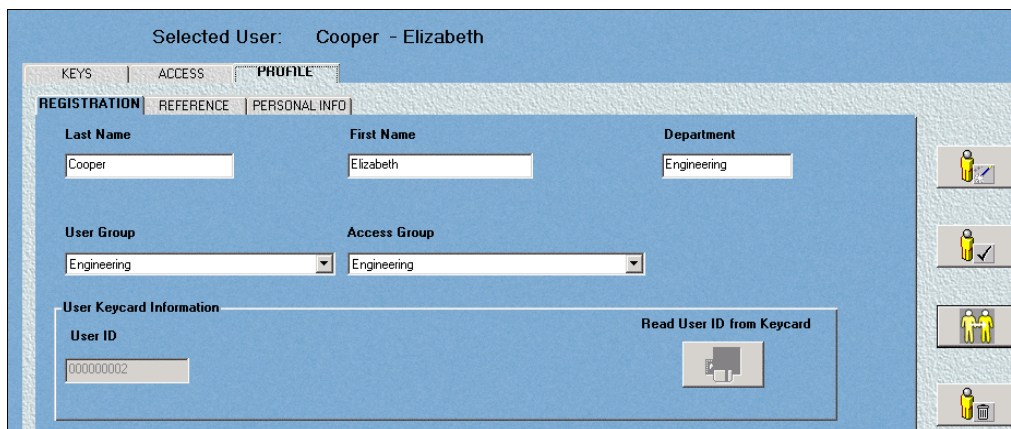 Selected User: Cooper - Elizabeth
KEYS ACCESS PROFILE
REGISTRATION REFERENCE PERSONAL INFO
Last Name First Name Department
Cooper Elizabeth Engineering
User Group Access Group
Engineering Engineering
User Keycard Information
Read User ID from Keycard
User ID
000000002